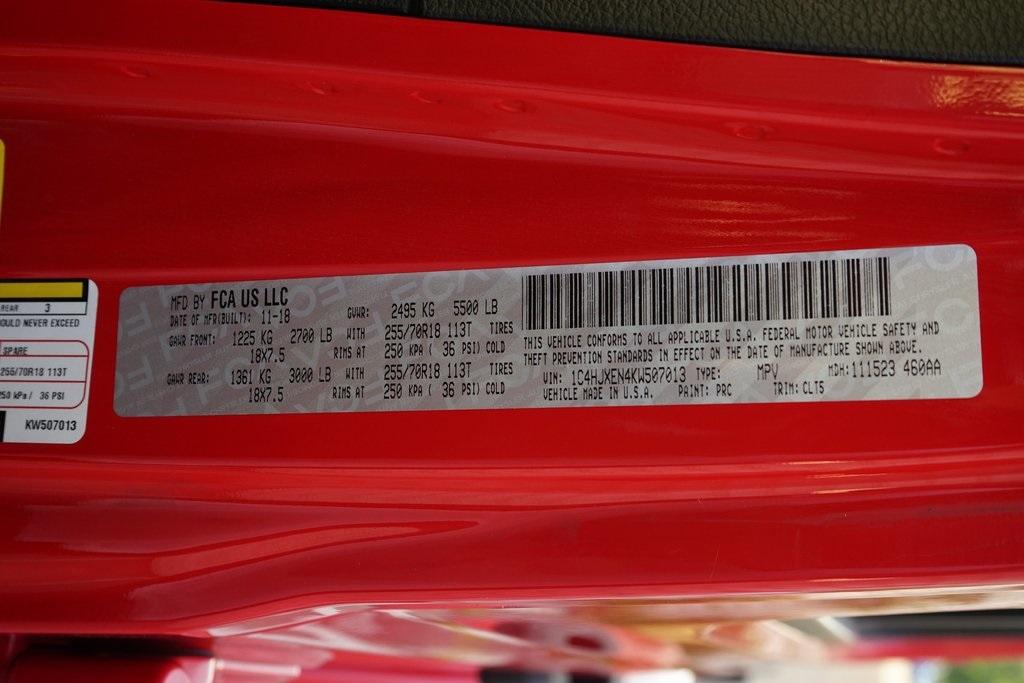 MFD BY FCA US LLC
DATE OF MFR(BUILT): 11-18 GVWR: 2495 KG 5500 LB
GAWR FRONT: 1225 KG 2700 LB WITH 255/70R18 113T TIRES
18X7.5 RIMS AT 250 KPA ( 36 PSI) COLD
GAWR REAR: 1361 KG 3000 LB WITH 255/70R18 113T TIRES
18X7.5 RIMS AT 250 KPA ( 36 PSI) COLD
THIS VEHICLE CONFORMS TO ALL APPLICABLE U.S.A. FEDERAL MOTOR VEHICLE SAFETY AND
THEFT PREVENTION STANDARDS IN EFFECT ON THE DATE OF MANUFACTURE SHOWN ABOVE.
VIN: 1C4HJXEN4KW507013 TYPE: MPV MDH: 111523 460AA
VEHICLE MADE IN U.S.A. PAINT: PRC TRIM: CLTS
REAR 3
OULD NEVER EXCEED
SPARE
255/70R18 113T
250 kPa / 36 PSI
KW507013